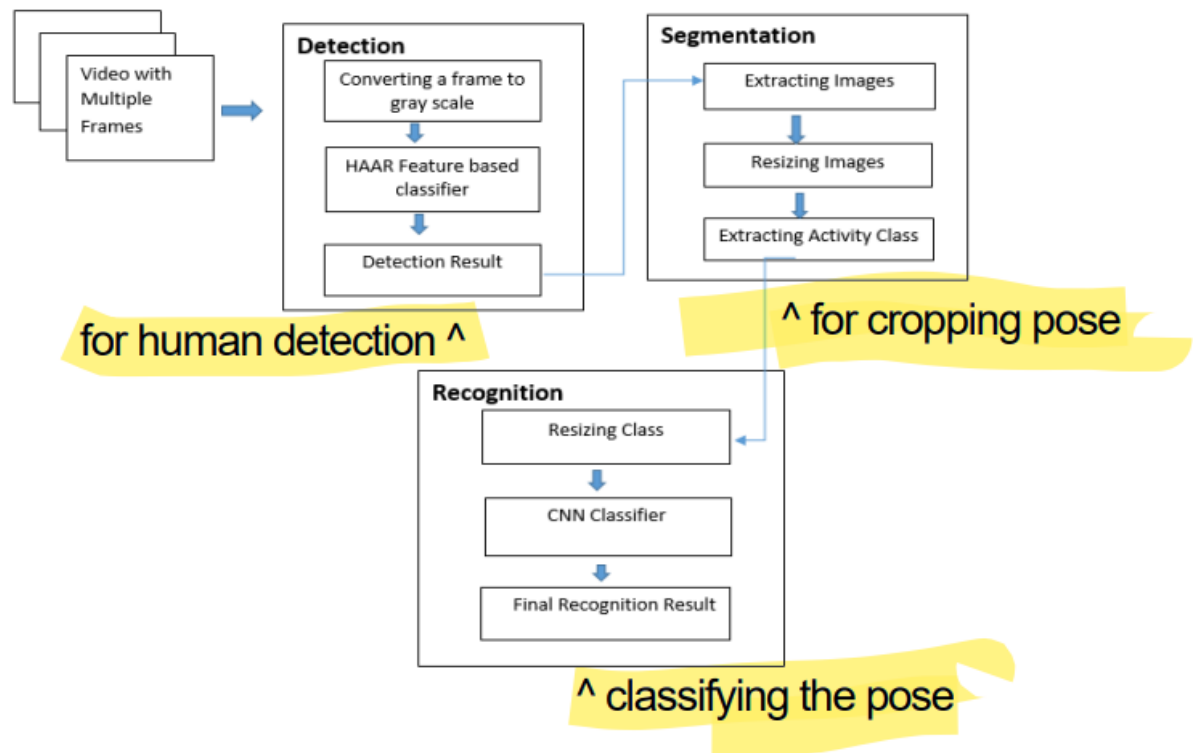 Video with
Multiple
Frames
Detection
Converting a frame to
gray scale
HAAR Feature based
classifier
Detection Result
for human detection ^
Segmentation
Extracting Images
Resizing Images
Extracting Activity Class
^ for cropping pose
Recognition
Resizing Class
CNN Classifier
Final Recognition Result
^ classifying the pose